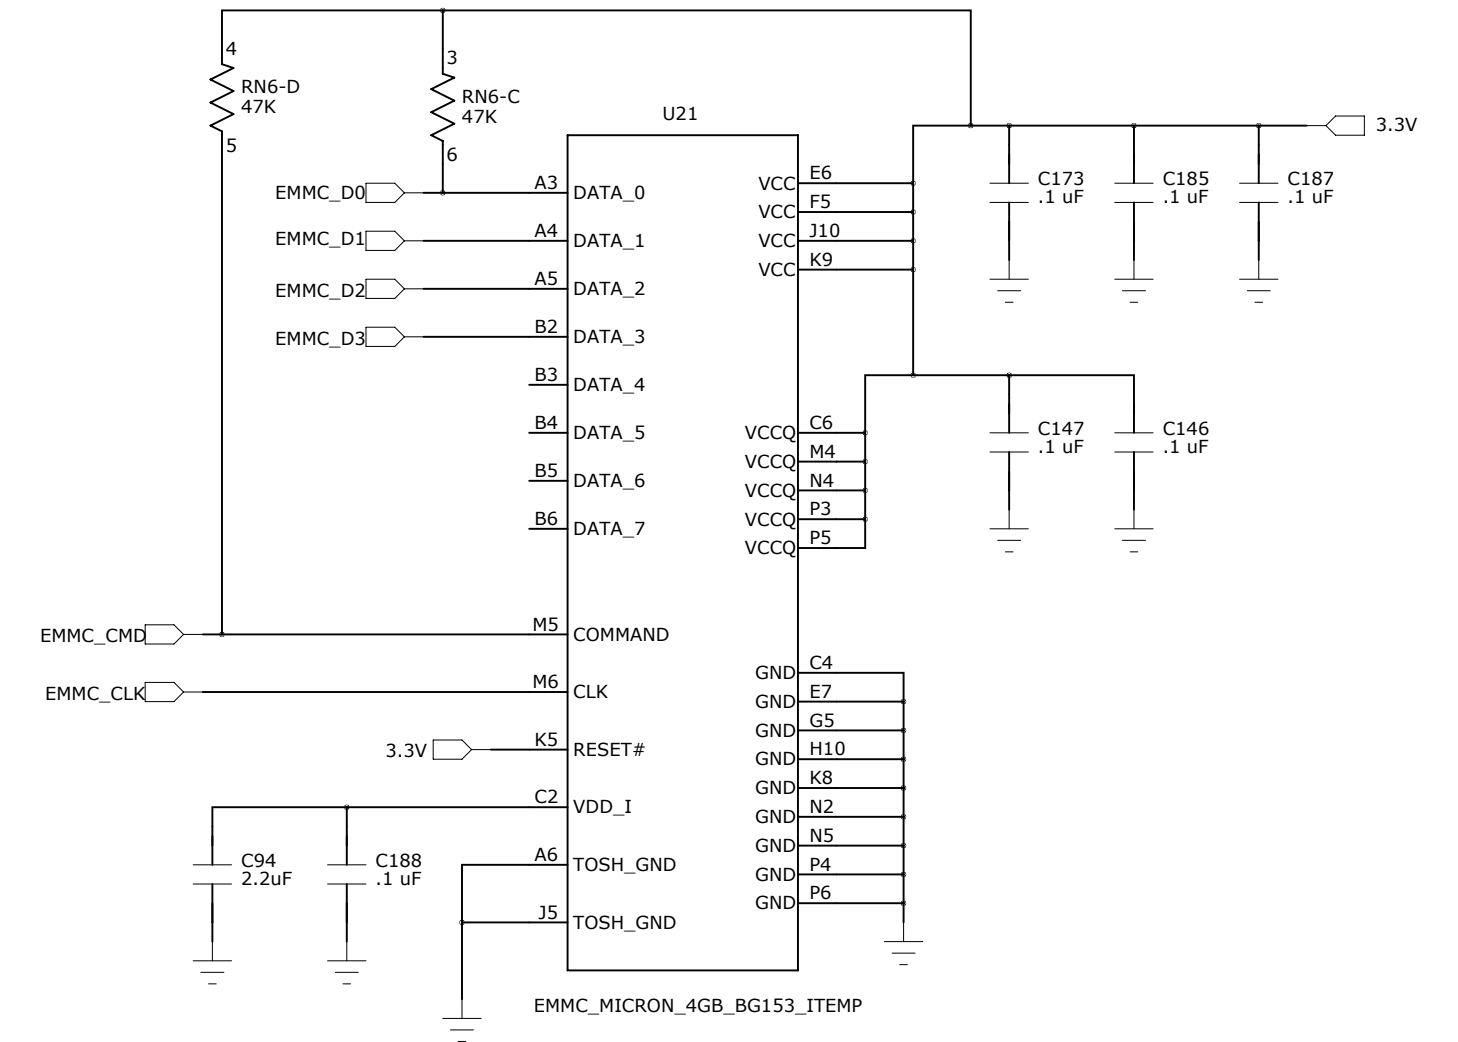 4
RN6-D
47K
5
3
RN6-C
47K
6
U21
3.3V
EMMC_D0
A3
DATA_0
EMMC_D1
A4
DATA_1
EMMC_D2
A5
DATA_2
EMMC_D3
B2
DATA_3
B3
DATA_4
B4
DATA_5
B5
DATA_6
B6
DATA_7
EMMC_CMD
M5
COMMAND
EMMC_CLK
M6
CLK
3.3V
K5
RESET#
C2
VDD_I
C94
2.2uF
C188
.1 uF
A6
TOSH_GND
J5
TOSH_GND
VCC
E6
VCC
F5
VCC
J10
VCC
K9
C173
.1 uF
C185
.1 uF
C187
.1 uF
VCCQ
C6
VCCQ
M4
VCCQ
N4
VCCQ
P3
VCCQ
P5
C147
.1 uF
C146
.1 uF
GND
C4
GND
E7
GND
G5
GND
H10
GND
K8
GND
N2
GND
N5
GND
P4
GND
P6
EMMC_MICRON_4GB_BG153_ITEMP